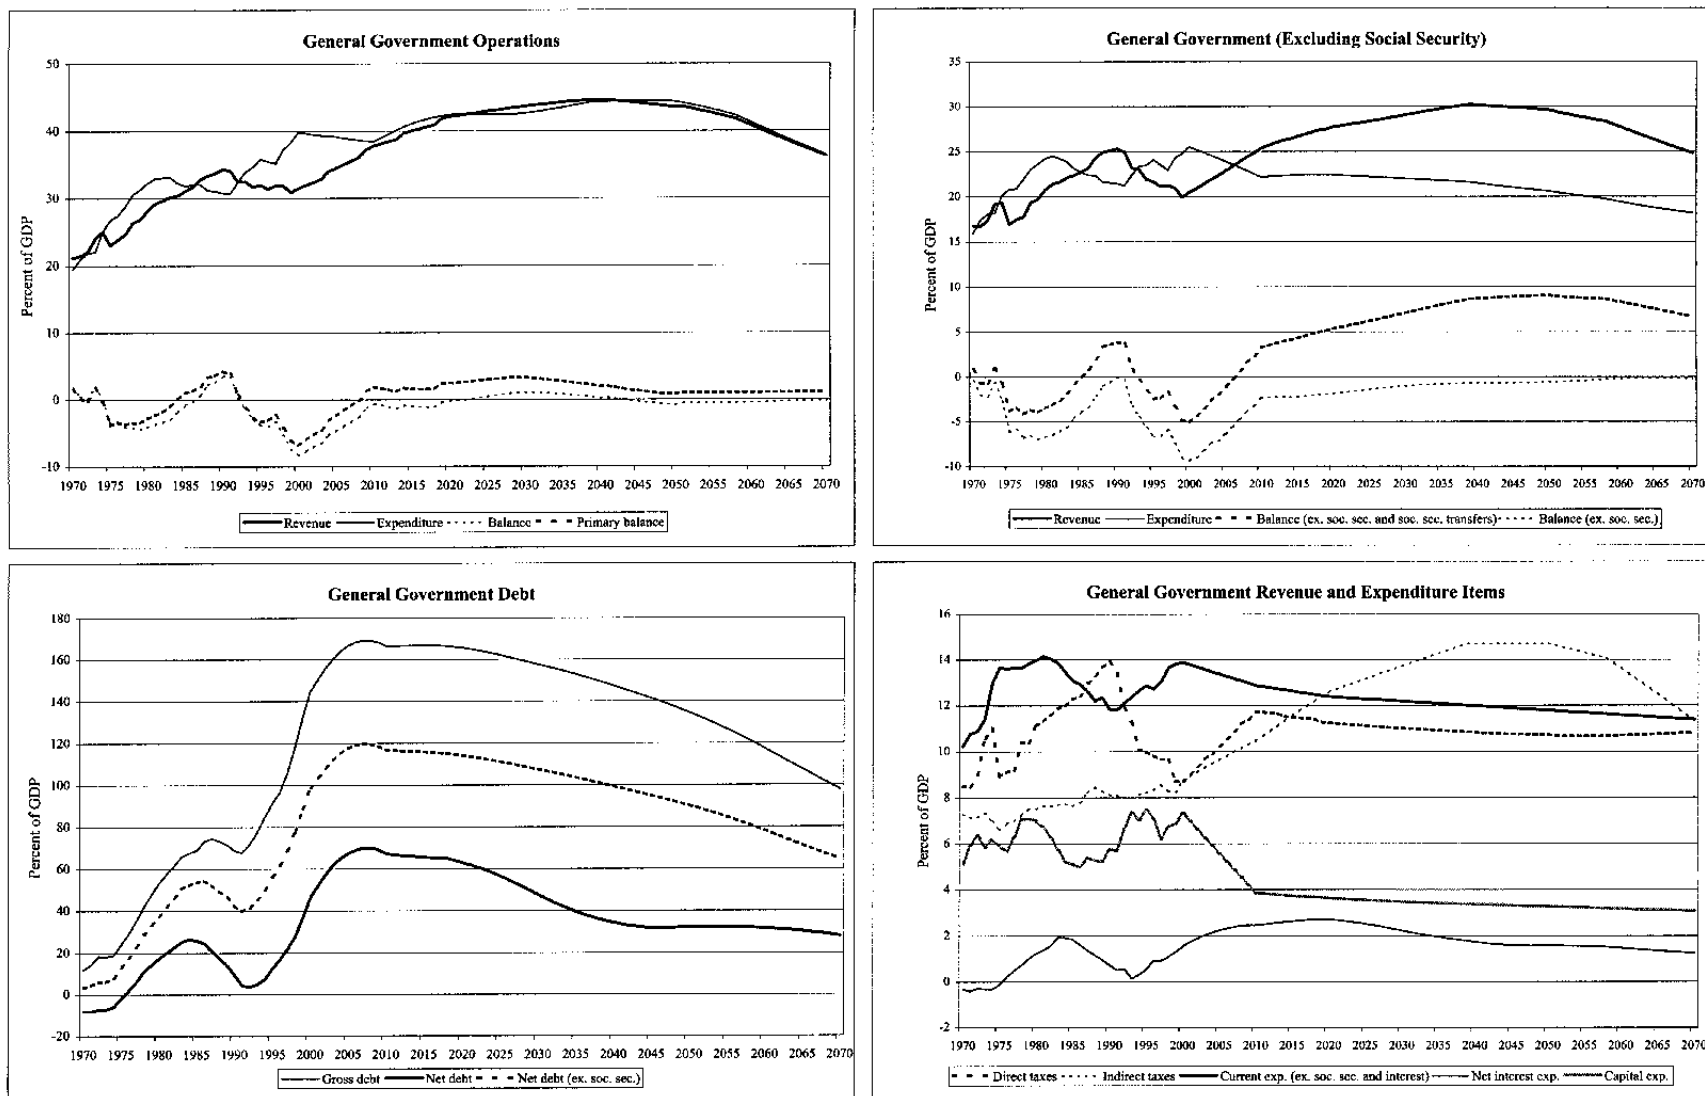 General Government Operations
Percent of GDP
50
40
30
20
10
0
-10
1970 1975 1980 1985 1990 1995 2000 2005 2010 2015 2020 2025 2030 2035 2040 2045 2050 2055 2060 2065 2070
Revenue Expenditure Balance Primary balance
General Government (Excluding Social Security)
Percent of GDP
35
30
25
20
15
10
5
0
-5
-10
1970 1975 1980 1985 1990 1995 2000 2005 2010 2015 2020 2025 2030 2035 2040 2045 2050 2055 2060 2065 2070
Revenue Expenditure Balance (ex. soc. sec. and soc. sec. transfers) Balance (ex. soc. sec.)
General Government Debt
Percent of GDP
180
160
140
120
100
80
60
40
20
0
-20
1970 1975 1980 1985 1990 1995 2000 2005 2010 2015 2020 2025 2030 2035 2040 2045 2050 2055 2060 2065 2070
Gross debt Net debt Net debt (ex. soc. sec.)
General Government Revenue and Expenditure Items
Percent of GDP
16
14
12
10
8
6
4
2
0
-2
1970 1975 1980 1985 1990 1995 2000 2005 2010 2015 2020 2025 2030 2035 2040 2045 2050 2055 2060 2065 2070
Direct taxes Indirect taxes Current exp. (ex. soc. sec. and interest) Net interest exp. Capital exp.